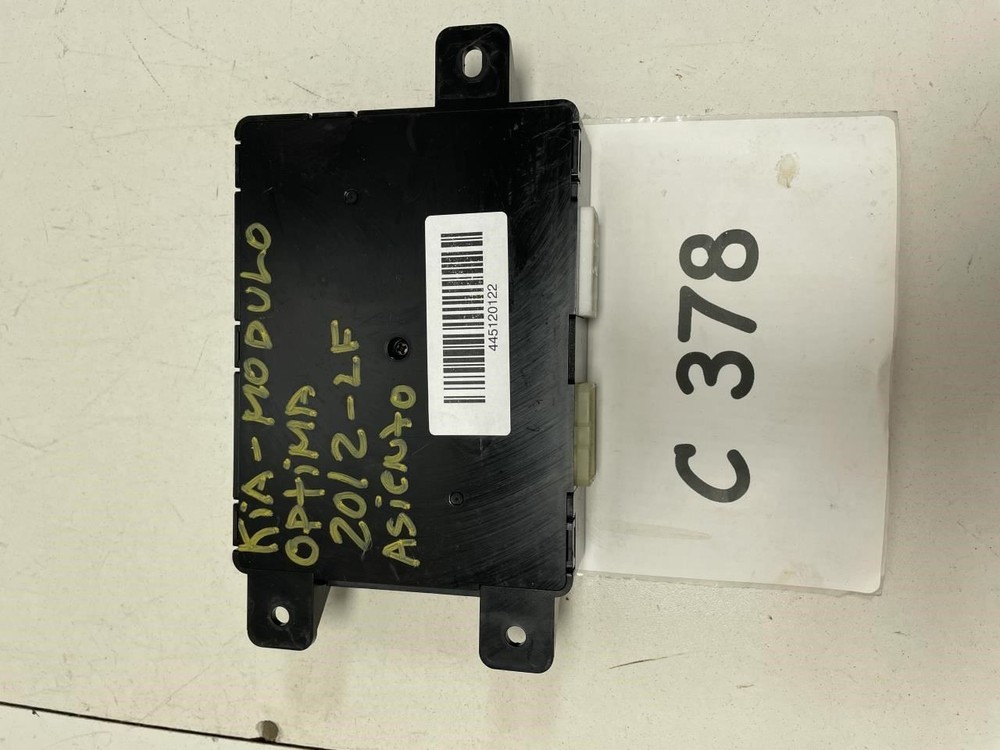 KiA-MODULO
OPTiMA
2012-LF
ASiENTO
445120122
C 378